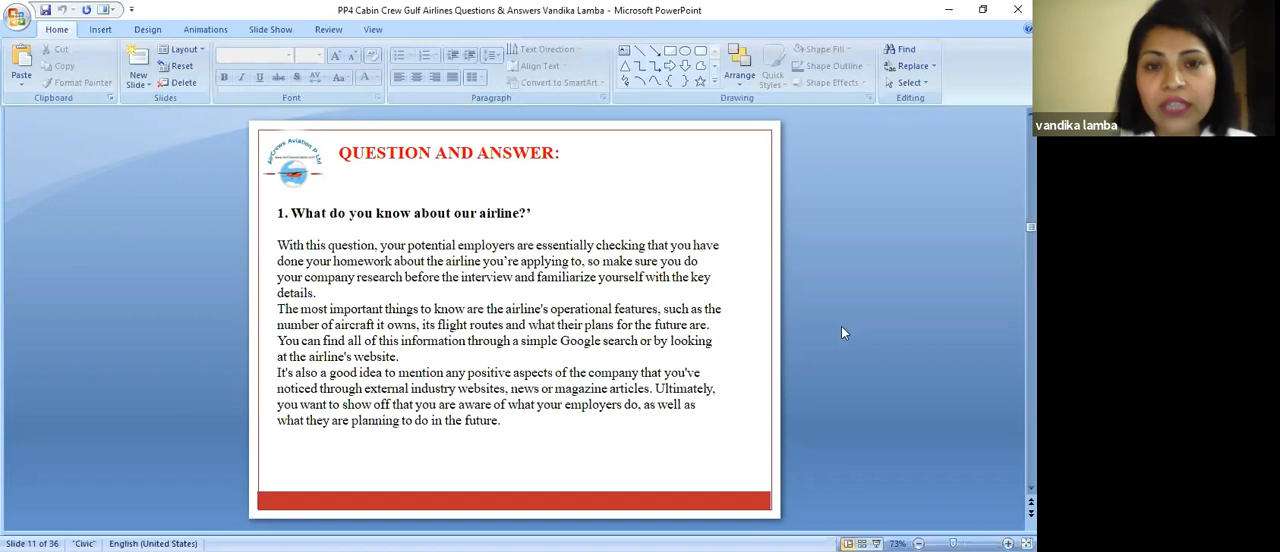 PP4 Cabin Crew Gulf Airlines Questions & Answers Vandika Lamba - Microsoft PowerPoint
Home Insert Design Animations Slide Show Review View
Paste
Cut
Copy
Format Painter
Clipboard
New
Slide
Layout
Reset
Delete
Slides
B I U abc S AV Aa A
Font
Text Direction
Align Text
Convert to SmartArt
Paragraph
Arrange
Quick
Styles
Shape Fill
Shape Outline
Shape Effects
Drawing
Find
Replace
Select
Editing
vandika lamba
AirCrews Aviation P Ltd
QUESTION AND ANSWER:
1. What do you know about our airline?’
With this question, your potential employers are essentially checking that you have
done your homework about the airline you’re applying to, so make sure you do
your company research before the interview and familiarize yourself with the key
details.
The most important things to know are the airline's operational features, such as the
number of aircraft it owns, its flight routes and what their plans for the future are.
You can find all of this information through a simple Google search or by looking
at the airline's website.
It's also a good idea to mention any positive aspects of the company that you've
noticed through external industry websites, news or magazine articles. Ultimately,
you want to show off that you are aware of what your employers do, as well as
what they are planning to do in the future.
Slide 11 of 36 "Civic" English (United States) 73%